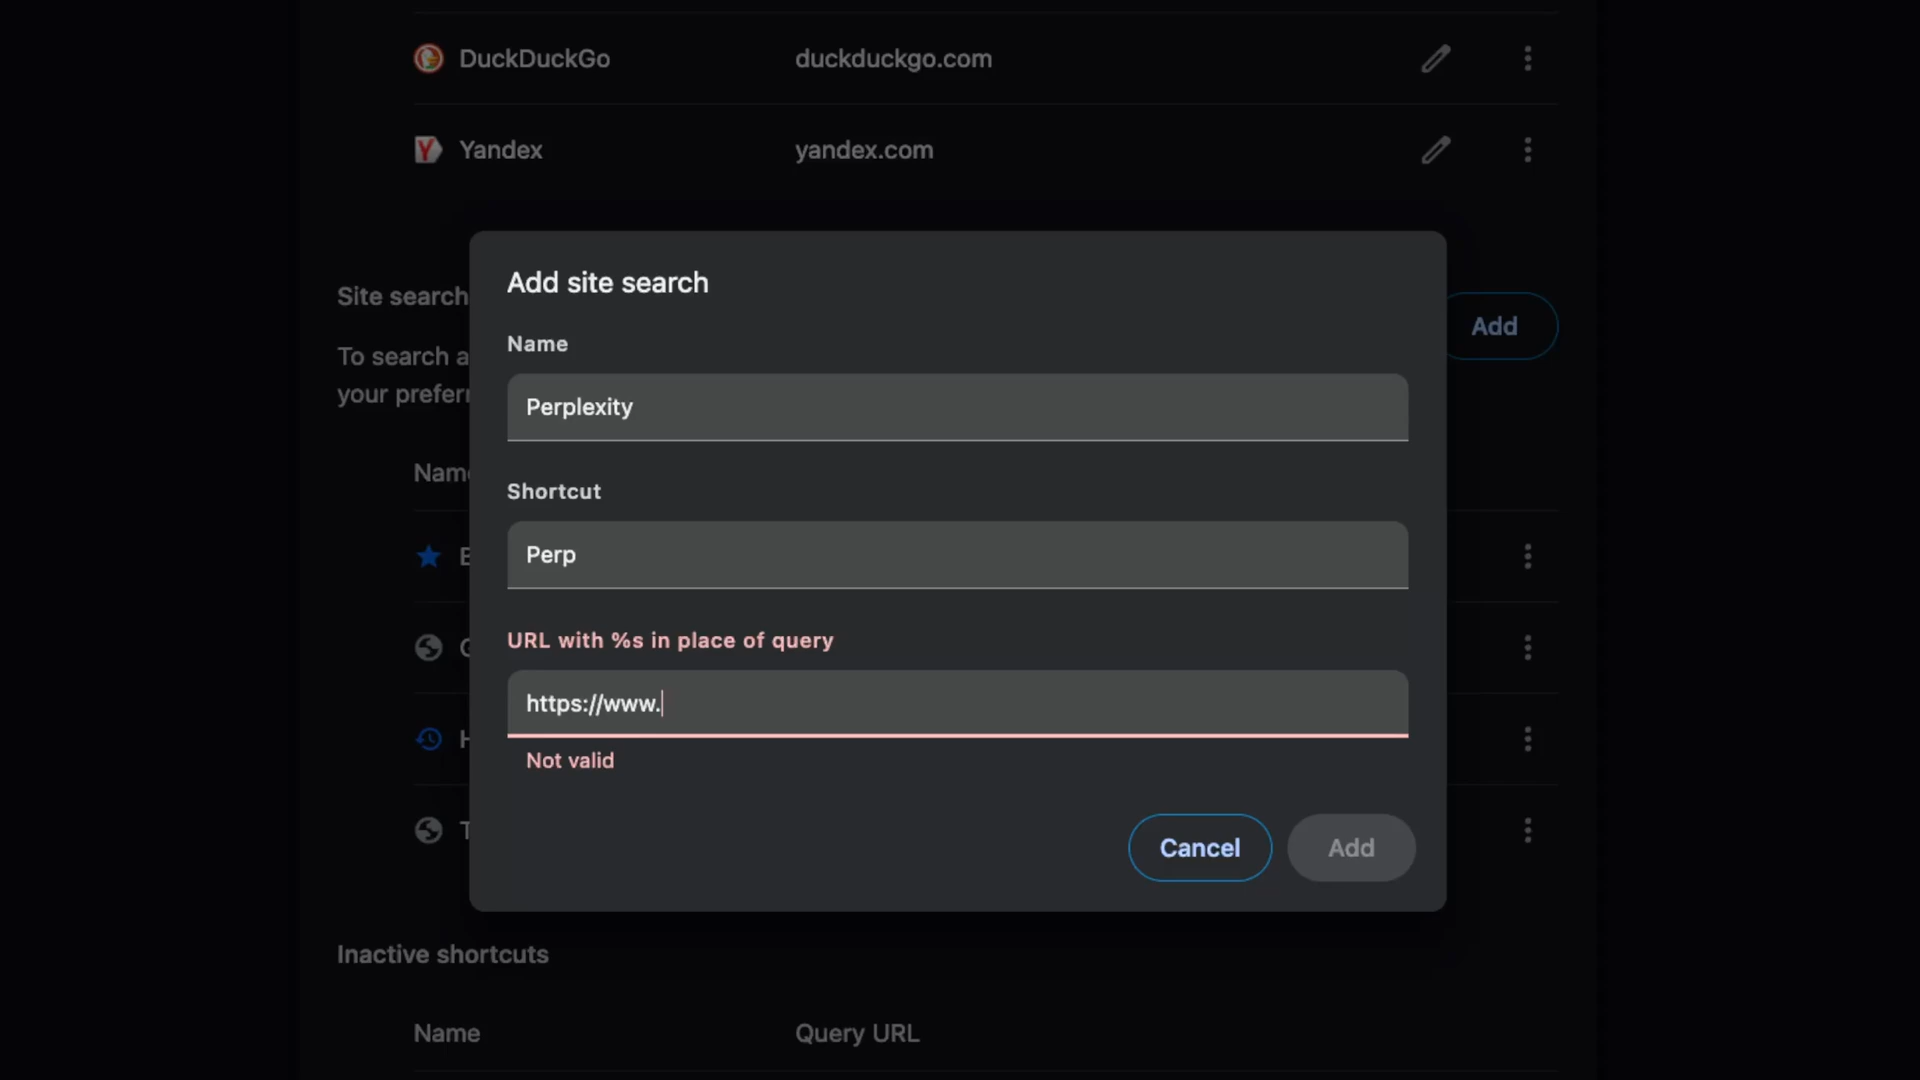 DuckDuckGo duckduckgo.com
Yandex yandex.com
Add site search
Name
Perplexity
Shortcut
Perp
URL with %s in place of query
https://www.
Not valid
Cancel Add
Site search
Add
To search a
your prefer
Name
Inactive shortcuts
Name Query URL